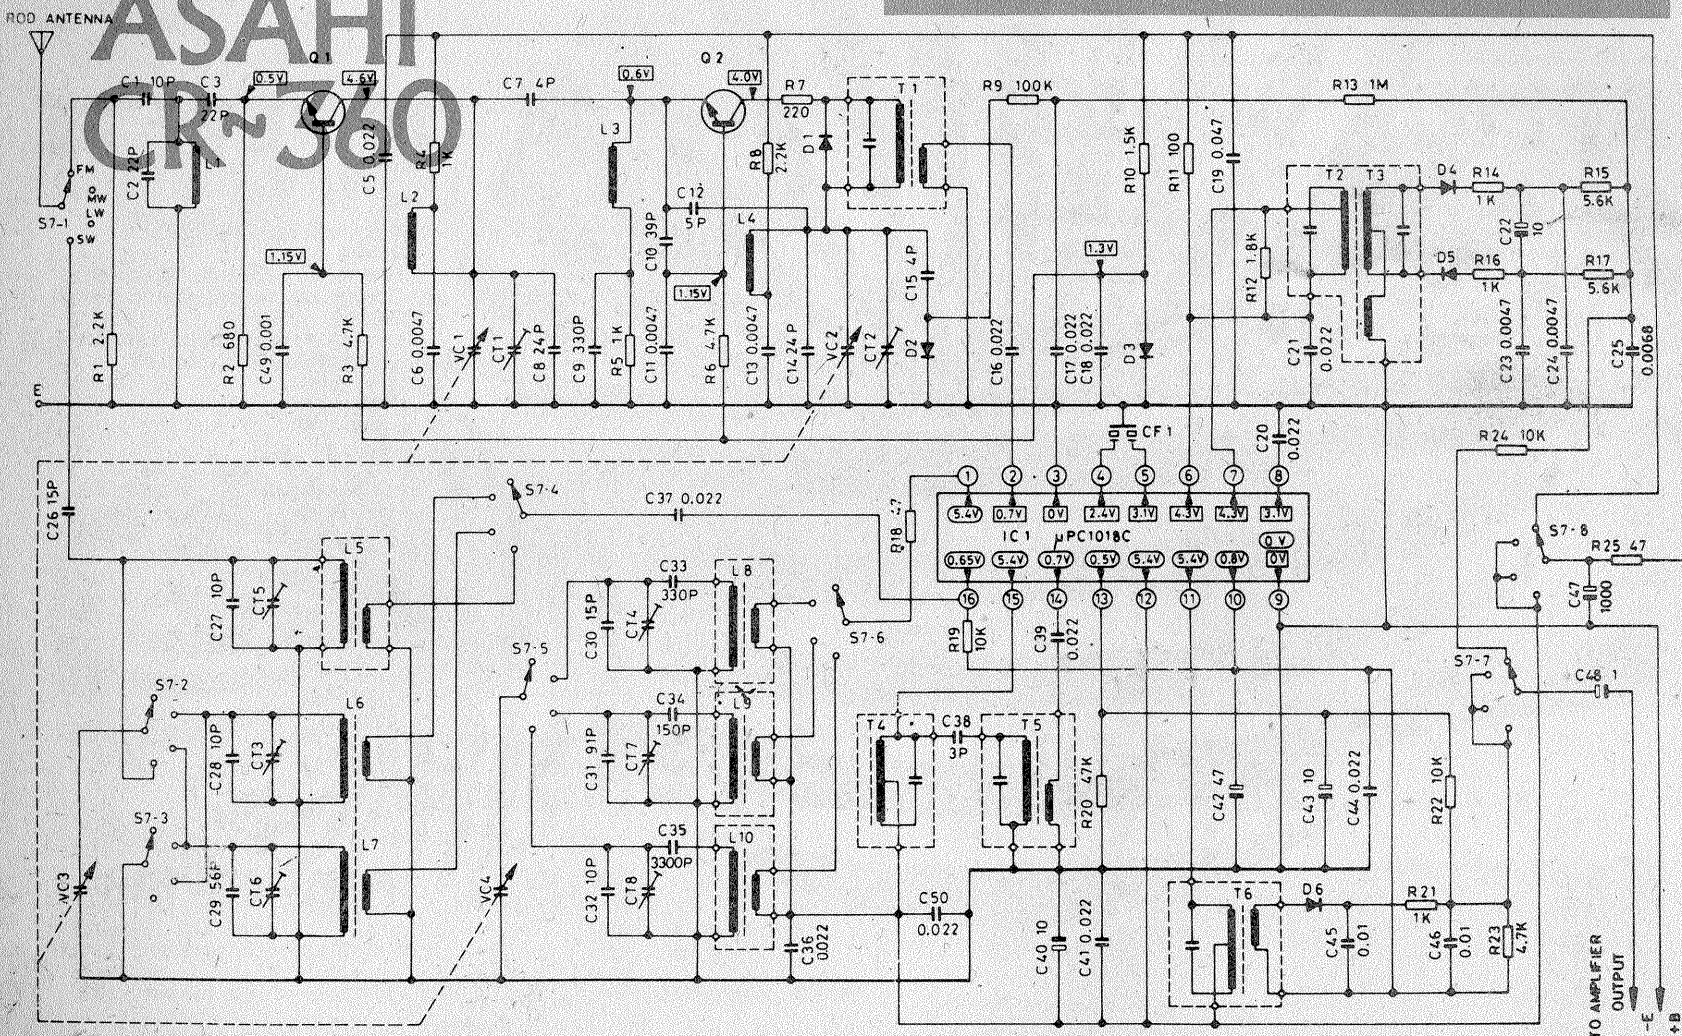 ROD ANTENNA
ASAHI
CR~360
Q1
Q2
C1 10P
C3
22P
0.5V
4.6V
C7 4P
0.6V
4.0V
R7
220
T1
R9 100K
R13 1M
C2 22P
L1
C5 0.022
R4
1K
L3
R8
2.2K
D1
R10 1.5K
R11 100
C19 0.047
T2
T3
D4
R14
1K
R15
5.6K
FM
MW
LW
SW
S7-1
L2
C12
5P
L4
C10 39P
C22
10
1.15V
1.15V
1.3V
C15 4P
R12 1.8K
D5
R16
1K
R17
5.6K
R1 2.2K
R2 680
C49 0.001
R3 4.7K
C6 0.0047
VC1
CT1
C8 24P
C9 330P
R5 1K
C11 0.0047
R6 4.7K
C13 0.0047
C14 24P
VC2
CT2
D2
C16 0.022
C17 0.022
C18 0.022
D3
C21
0.022
C23 0.0047
C24 0.0047
C25
0.0068
E
CF1
C20
0.022
R24 10K
C26 15P
S7-4
C37 0.022
R18
1
2
3
4
5
6
7
8
5.4V
0.7V
0V
2.4V
3.1V
4.3V
4.3V
3.1V
IC1 µPC1018C
0V
0.65V
5.4V
0.7V
0.5V
5.4V
5.4V
0.8V
0V
16
15
14
13
12
11
10
9
S7-8
R25 47
C47
1000
L5
C27 10P
CT5
C33
330P
L8
C30 15P
CT4
S7-6
S7-5
R19
10K
C39
0.022
S7-7
C48 1
S7-2
L6
C28 10P
CT3
C34
150P
L9
C31 91P
CT7
T4
C38
3P
T5
R20 47K
C42 47
C43 10
C44 0.022
R22 10K
S7-3
L7
VC3
C29 56P
CT6
VC4
C35
3300P
L10
C32 10P
CT8
C36
0.022
C50
0.022
C40 10
C41 0.022
T6
D6
R21
1K
C45
0.01
C46
0.01
R23
4.7K
TO AMPLIFIER
OUTPUT
-E
+B